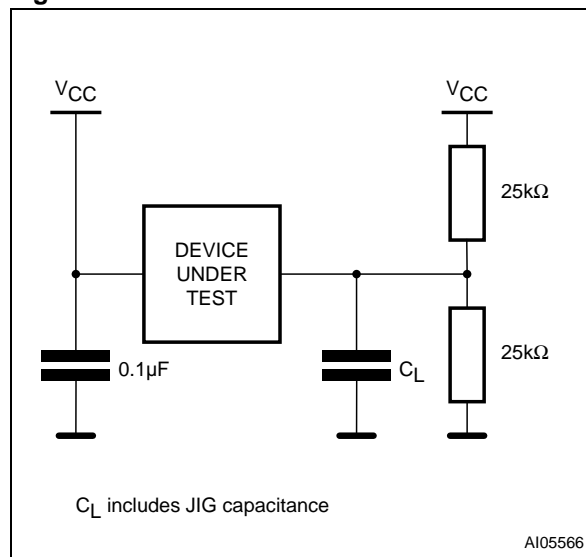 VCC
VCC
25kΩ
DEVICE
UNDER
TEST
0.1µF
CL
25kΩ
CL includes JIG capacitance
AI05566